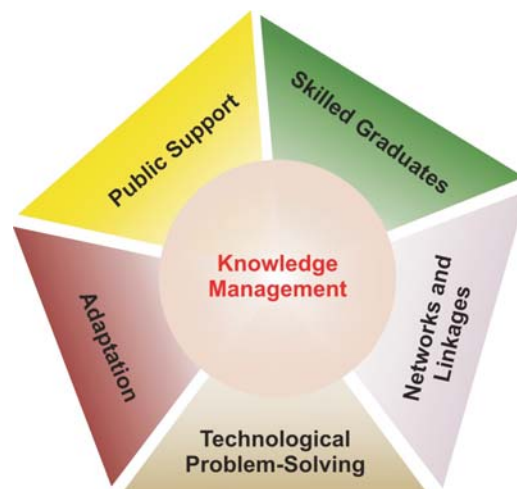 Public Support
Skilled Graduates
Knowledge
Management
Adaptation
Networks and
Linkages
Technological
Problem-Solving